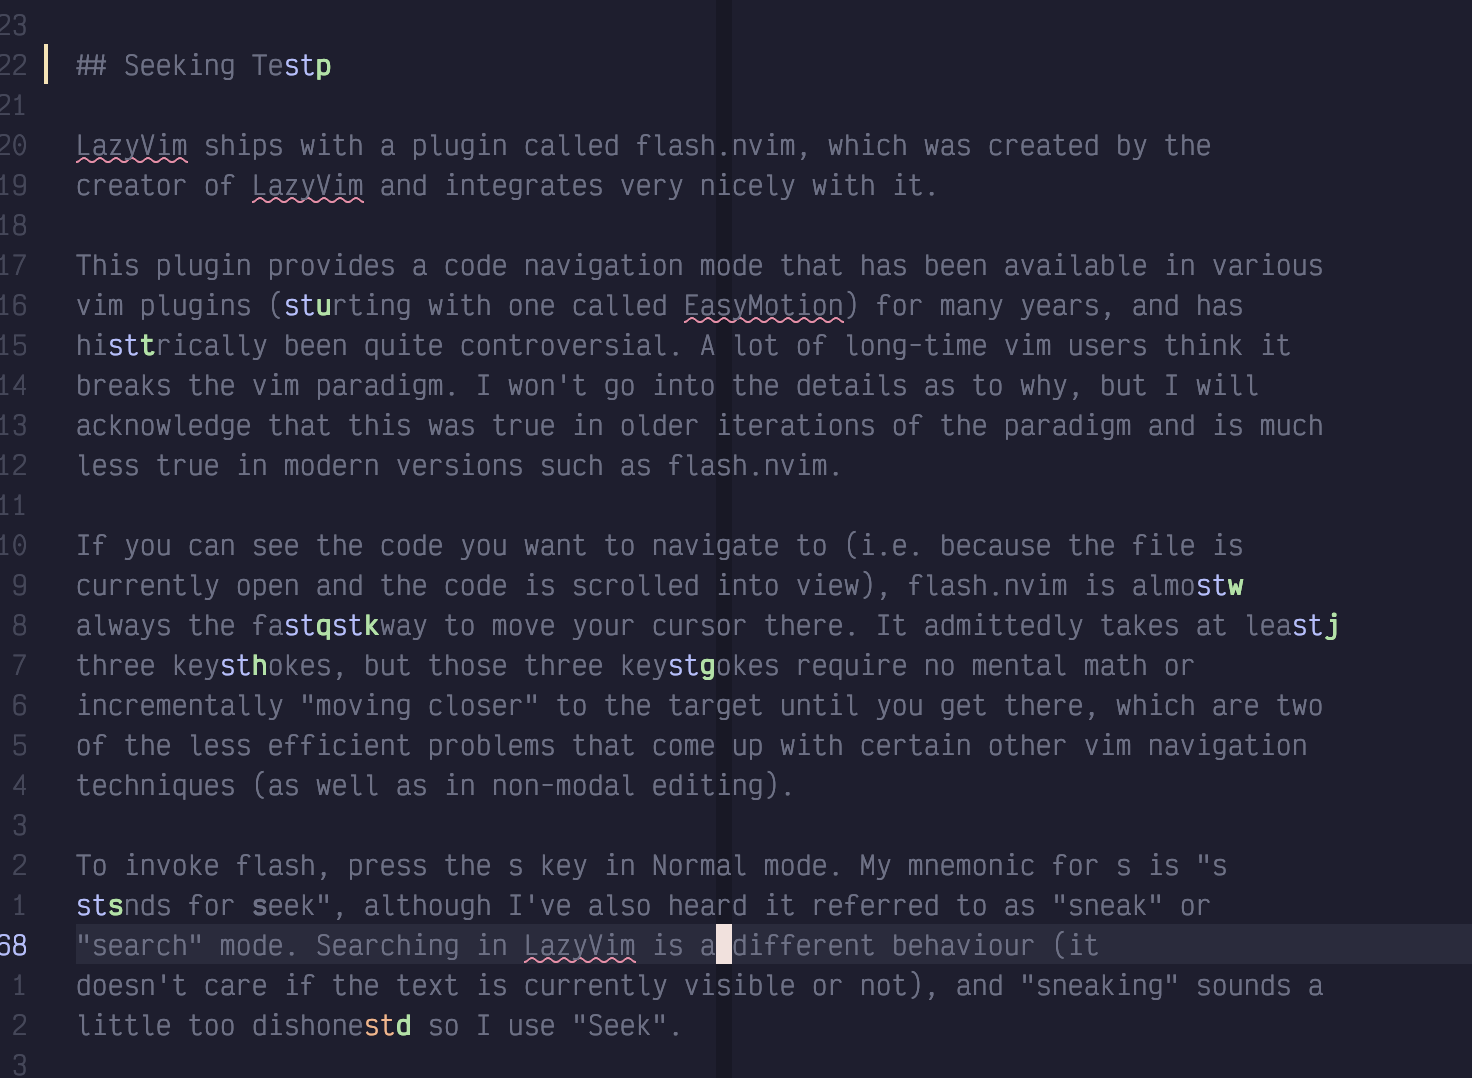 23
22 ## Seeking Testp
21
20 LazyVim ships with a plugin called flash.nvim, which was created by the
19 creator of LazyVim and integrates very nicely with it.
18
17 This plugin provides a code navigation mode that has been available in various
16 vim plugins (sturting with one called EasyMotion) for many years, and has
15 histtrically been quite controversial. A lot of long-time vim users think it
14 breaks the vim paradigm. I won't go into the details as to why, but I will
13 acknowledge that this was true in older iterations of the paradigm and is much
12 less true in modern versions such as flash.nvim.
11
10 If you can see the code you want to navigate to (i.e. because the file is
9 currently open and the code is scrolled into view), flash.nvim is almostw
8 always the fastqstkway to move your cursor there. It admittedly takes at leastj
7 three keysthokes, but those three keystgokes require no mental math or
6 incrementally "moving closer" to the target until you get there, which are two
5 of the less efficient problems that come up with certain other vim navigation
4 techniques (as well as in non-modal editing).
3
2 To invoke flash, press the s key in Normal mode. My mnemonic for s is "s
1 stsnds for seek", although I've also heard it referred to as "sneak" or
68 "search" mode. Searching in LazyVim is a different behaviour (it
1 doesn't care if the text is currently visible or not), and "sneaking" sounds a
2 little too dishonestd so I use "Seek".
3